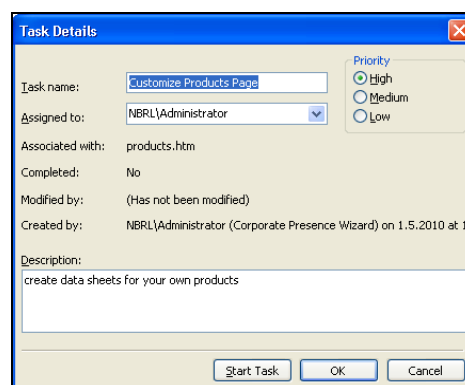 Task Details
Priority
Task name: Customize Products Page
High
Medium
Assigned to: NBRL\Administrator
Low
Associated with: products.htm
Completed: No
Modified by: (Has not been modified)
Created by: NBRL\Administrator (Corporate Presence Wizard) on 1.5.2010 at 1
Description:
create data sheets for your own products
Start Task OK Cancel